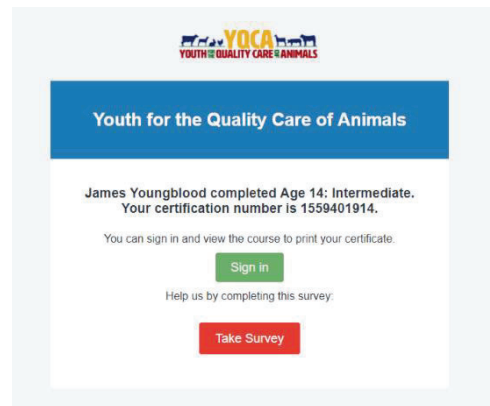 YQCA
YOUTH FOR THE QUALITY CARE OF ANIMALS
Youth for the Quality Care of Animals
James Youngblood completed Age 14: Intermediate.
Your certification number is 1559401914.
You can sign in and view the course to print your certificate.
Sign in
Help us by completing this survey:
Take Survey